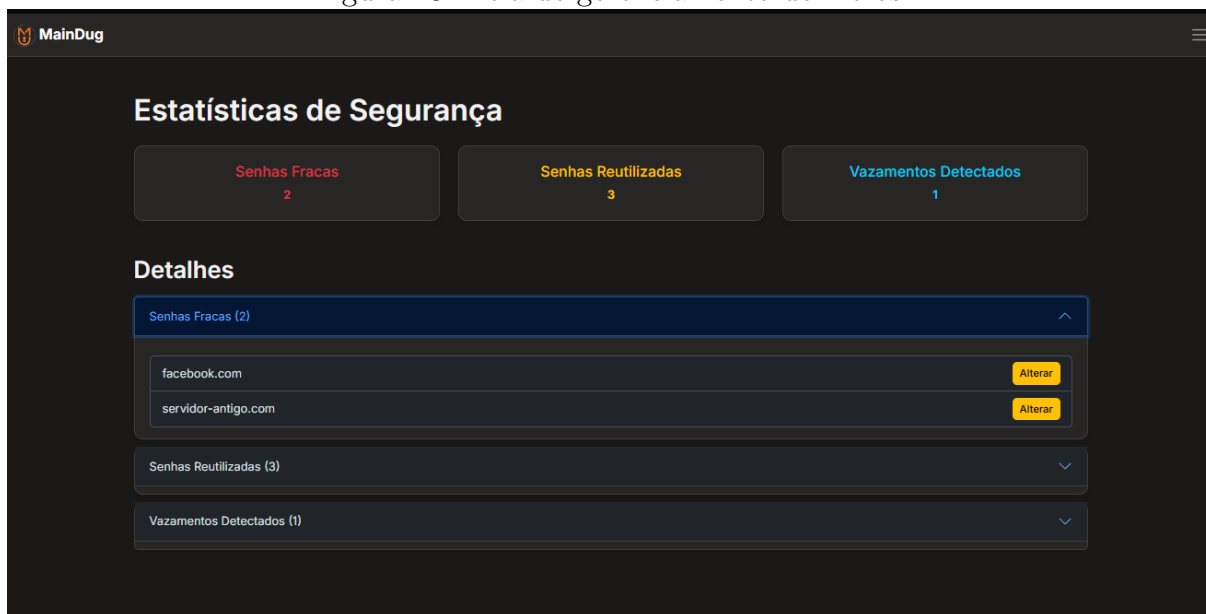 MainDug
Estatísticas de Segurança
Senhas Fracas
2
Senhas Reutilizadas
3
Vazamentos Detectados
1
Detalhes
Senhas Fracas (2)
facebook.com
Alterar
servidor-antigo.com
Alterar
Senhas Reutilizadas (3)
Vazamentos Detectados (1)